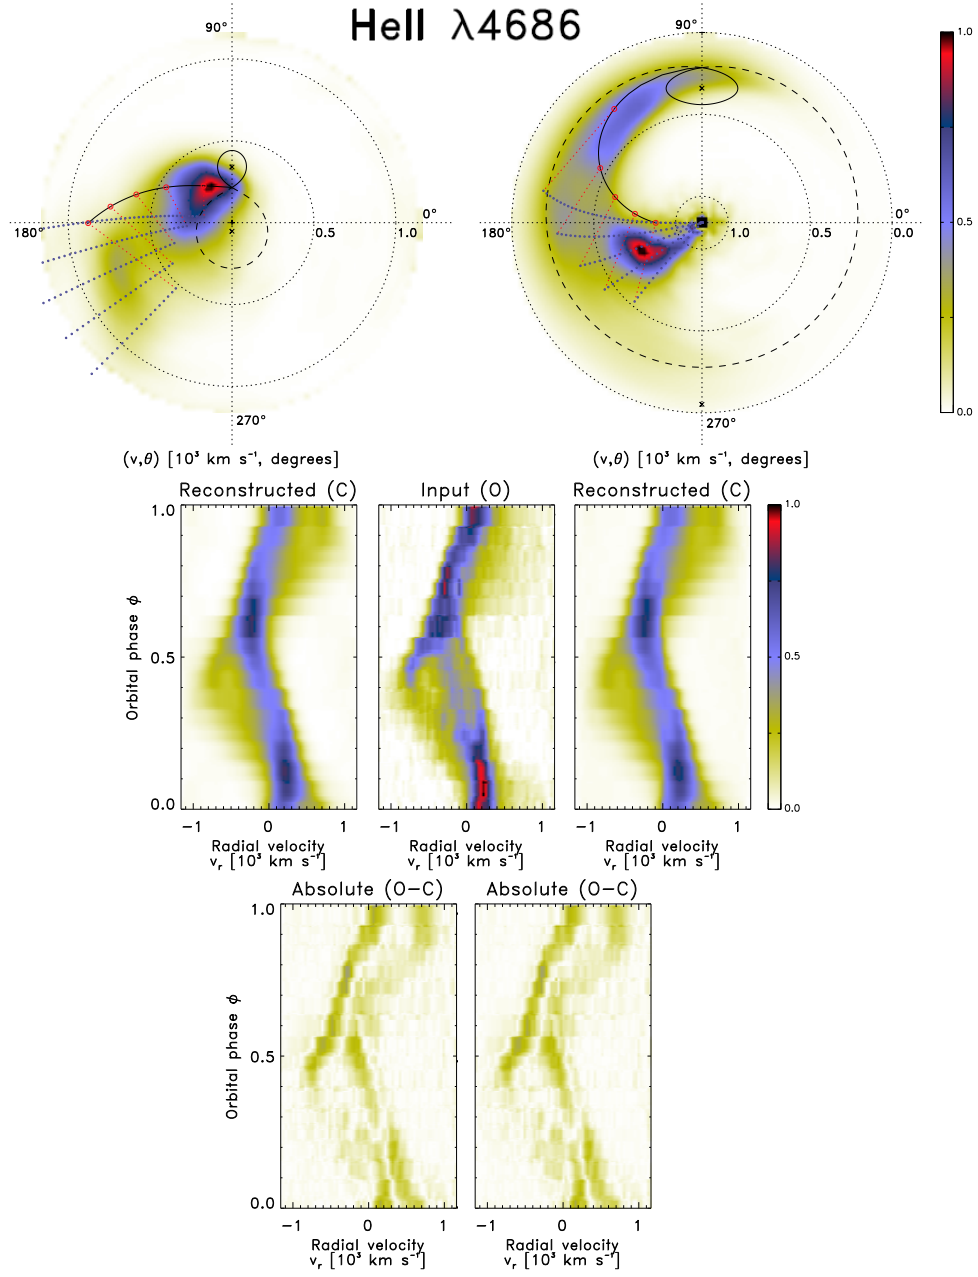 HeII λ4686
90°
90°
1.0
180°
0.5
1.0
0°
180°
1.0
0.5
0.0
0°
0.5
270°
270°
0.0
(v,θ) [10³ km s⁻¹, degrees]
(v,θ) [10³ km s⁻¹, degrees]
Reconstructed (C)
Input (O)
Reconstructed (C)
Orbital phase ϕ
1.0
0.5
0.0
1.0
0.5
0.0
−1
0
1
−1
0
1
−1
0
1
Radial velocity
vᵣ [10³ km s⁻¹]
Radial velocity
vᵣ [10³ km s⁻¹]
Radial velocity
vᵣ [10³ km s⁻¹]
Absolute (O−C)
Absolute (O−C)
Orbital phase ϕ
1.0
0.5
0.0
−1
0
1
−1
0
1
Radial velocity
vᵣ [10³ km s⁻¹]
Radial velocity
vᵣ [10³ km s⁻¹]